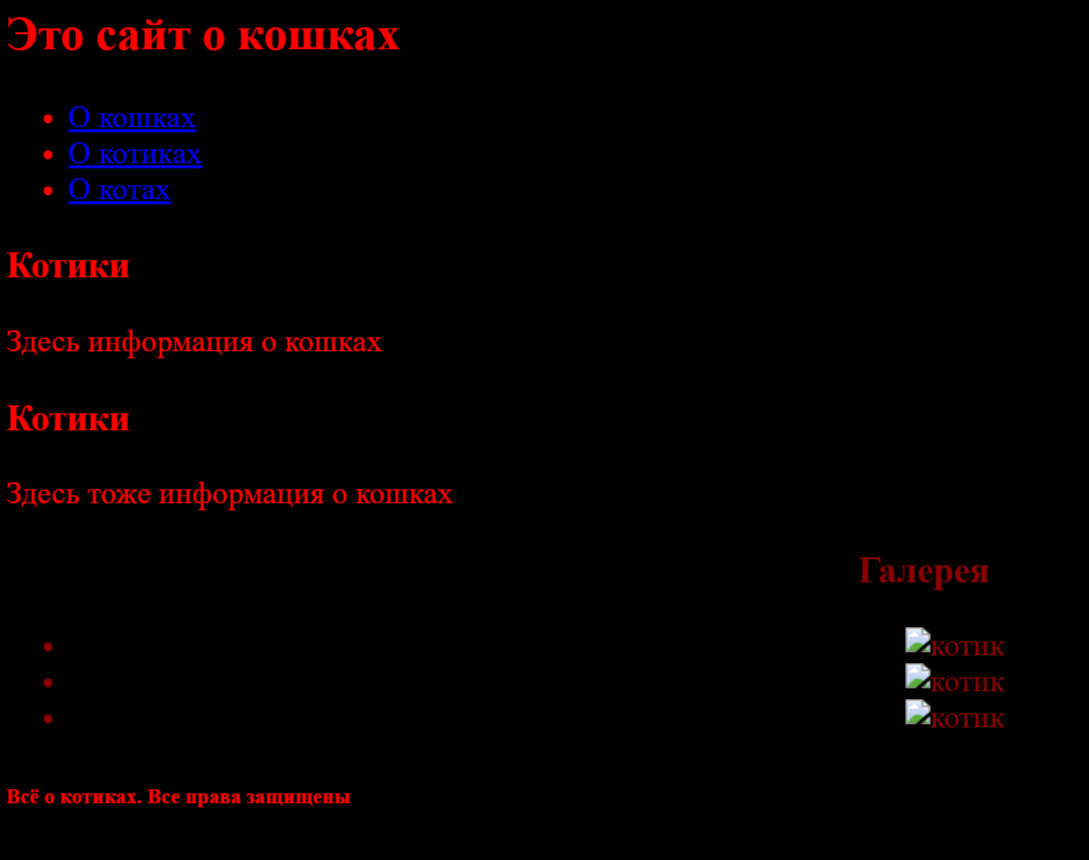 Это сайт о кошках
О кошках
О котиках
О котах
Котики
Здесь информация о кошках
Котики
Здесь тоже информация о кошках
Галерея
котик
котик
котик
Всё о котиках. Все права защищены